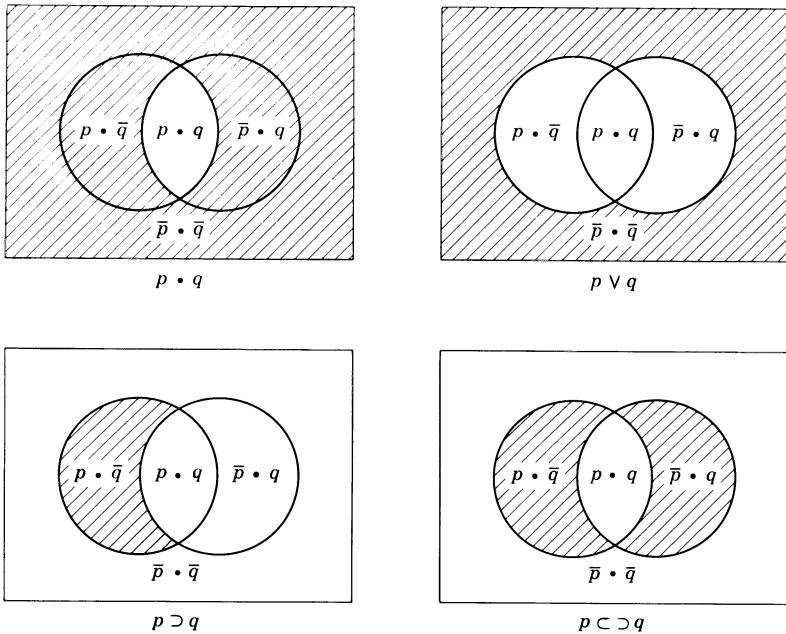 p • q̄ p • q p̄ • q
p̄ • q̄
p • q
p • q̄ p • q p̄ • q
p̄ • q̄
p ∨ q
p • q̄ p • q p̄ • q
p̄ • q̄
p ⊃ q
p • q̄ p • q p̄ • q
p̄ • q̄
p ⊂ ⊃ q